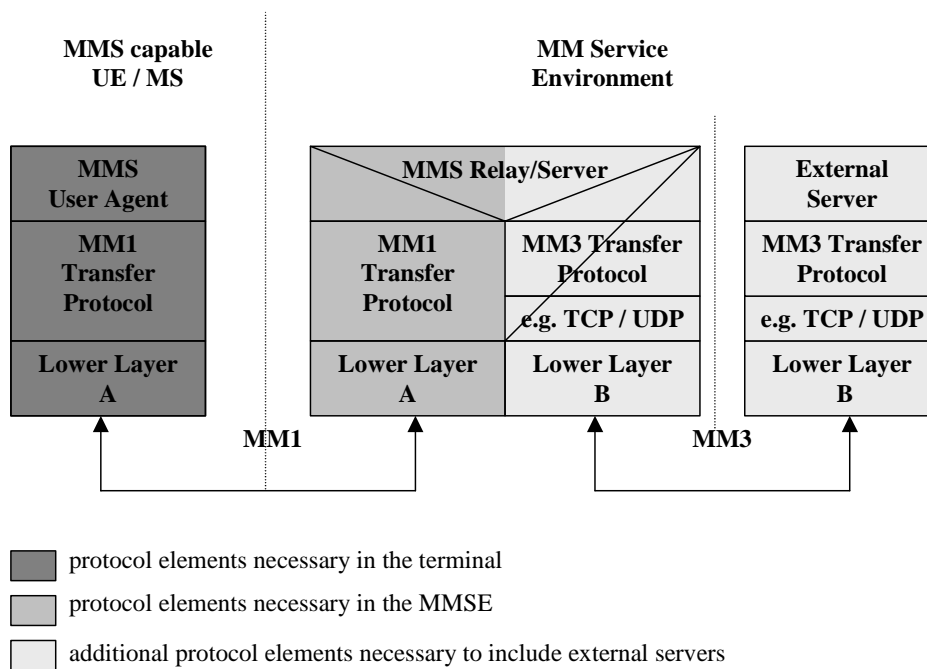 MMS capable
UE / MS
MM Service
Environment
MMS
User Agent
MM1
Transfer
Protocol
Lower Layer
A
MMS Relay/Server
MM1
Transfer
Protocol
Lower Layer
A
MM3 Transfer
Protocol
e.g. TCP / UDP
Lower Layer
B
External
Server
MM3 Transfer
Protocol
e.g. TCP / UDP
Lower Layer
B
MM1
MM3
protocol elements necessary in the terminal
protocol elements necessary in the MMSE
additional protocol elements necessary to include external servers